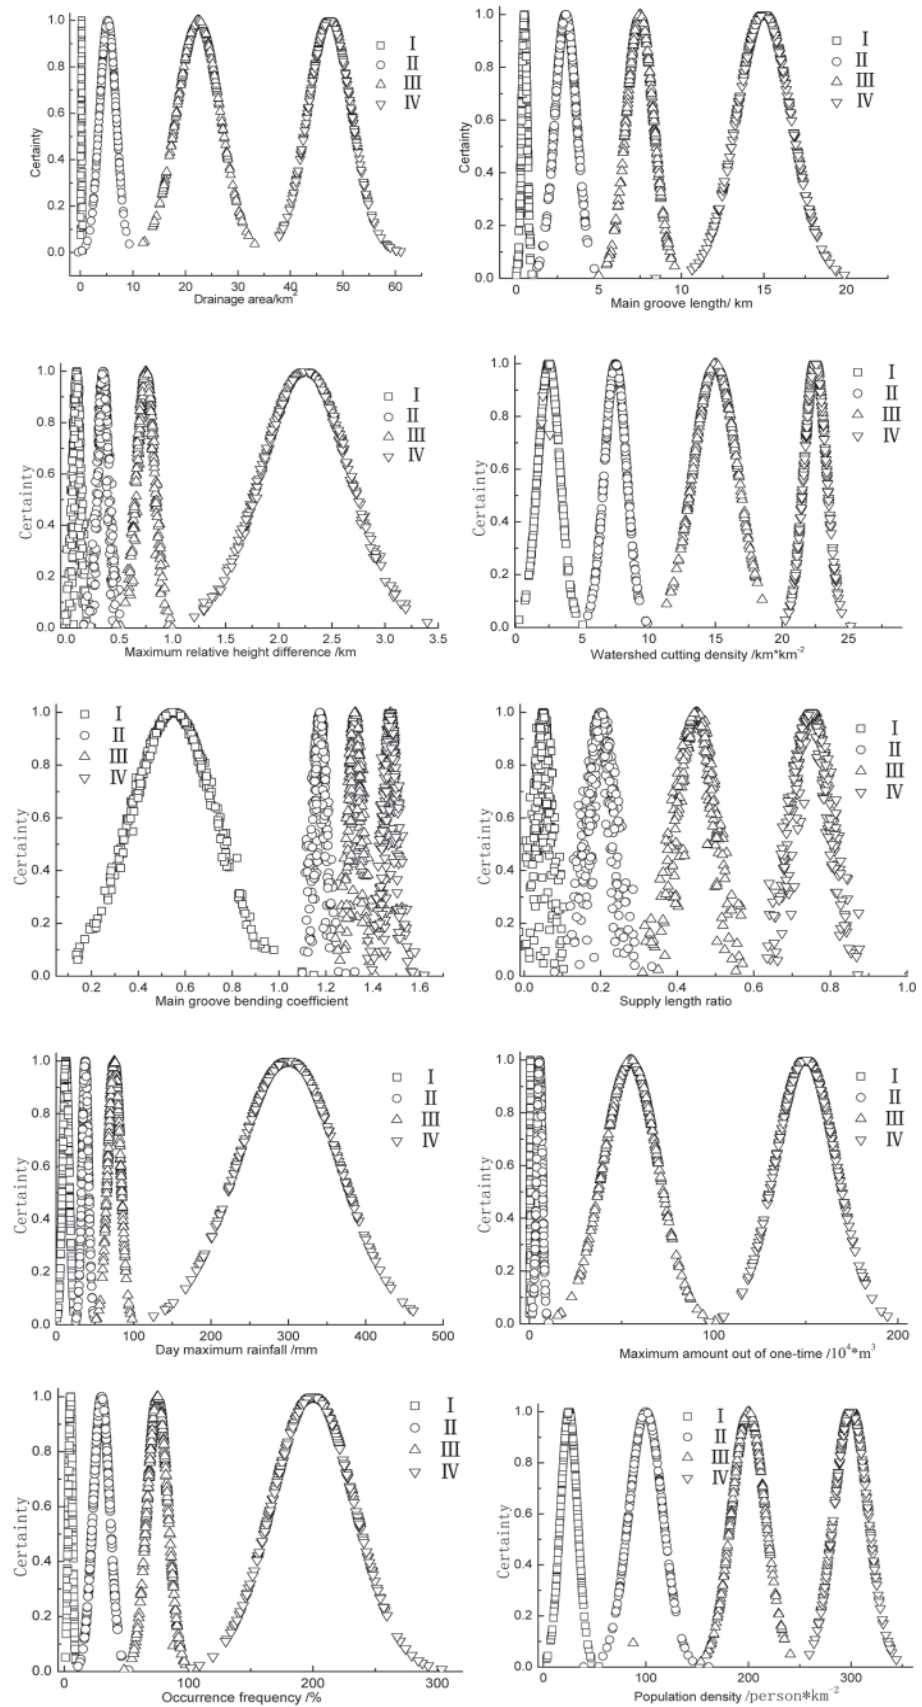 1.0
0.8
0.6
0.4
0.2
0.0
Certainty
I
II
III
IV
0 10 20 30 40 50 60
Drainage area/km²
1.0
0.8
0.6
0.4
0.2
0.0
Certainty
I
II
III
IV
0 5 10 15 20
Main groove length/ km
1.0
0.8
0.6
0.4
0.2
0.0
Certainty
I
II
III
IV
0.0 0.5 1.0 1.5 2.0 2.5 3.0 3.5
Maximum relative height difference /km
1.0
0.8
0.6
0.4
0.2
0.0
Certainty
I
II
III
IV
0 5 10 15 20 25
Watershed cutting density /km*km⁻²
1.0
0.8
0.6
0.4
0.2
0.0
Certainty
I
II
III
IV
0.2 0.4 0.6 0.8 1.0 1.2 1.4 1.6
Main groove bending coefficient
1.0
0.8
0.6
0.4
0.2
0.0
Certainty
I
II
III
IV
0.0 0.2 0.4 0.6 0.8 1.0
Supply length ratio
1.0
0.8
0.6
0.4
0.2
0.0
Certainty
I
II
III
IV
0 100 200 300 400 500
Day maximum rainfall /mm
1.0
0.8
0.6
0.4
0.2
0.0
Certainty
I
II
III
IV
0 100 200
Maximum amount out of one-time /10⁴*m³
1.0
0.8
0.6
0.4
0.2
0.0
Certainty
I
II
III
IV
0 100 200 300
Occurrence frequency /%
1.0
0.8
0.6
0.4
0.2
0.0
Certainty
I
II
III
IV
0 100 200 300
Population density /person*km⁻²